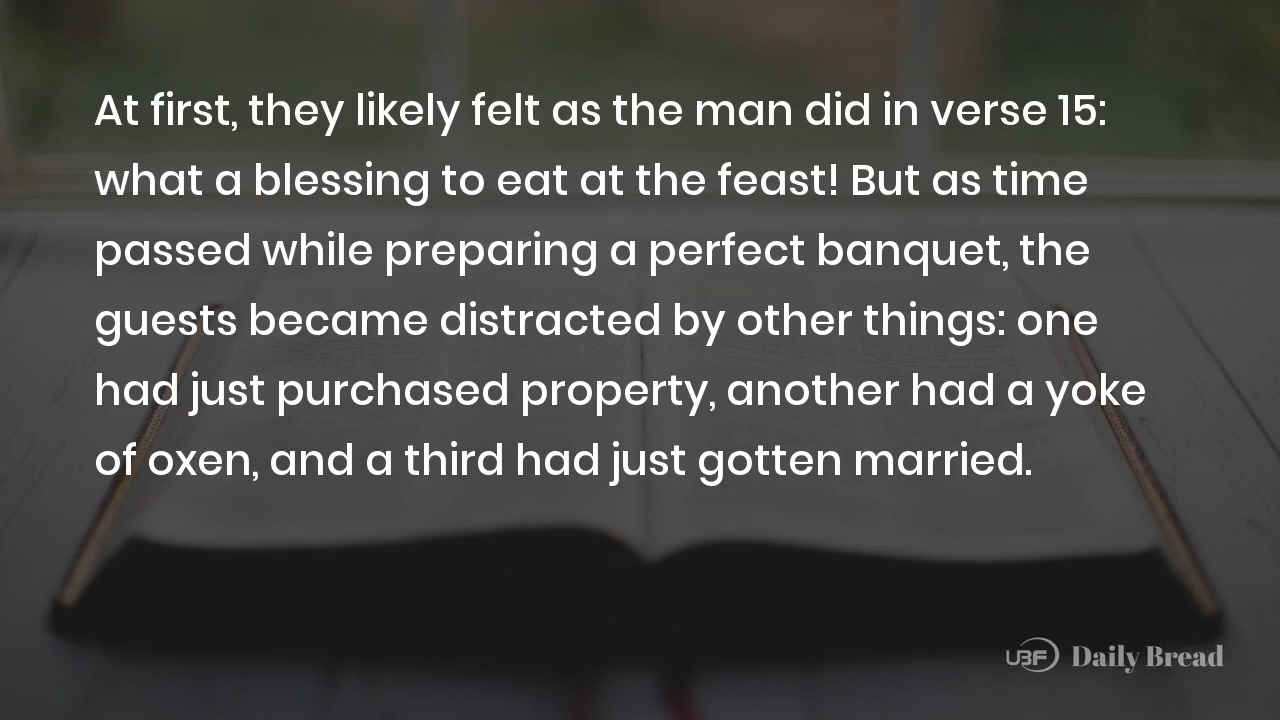 At first, they likely felt as the man did in verse 15:
what a blessing to eat at the feast! But as time
passed while preparing a perfect banquet, the
guests became distracted by other things: one
had just purchased property, another had a yoke
of oxen, and a third had just gotten married.
UBF Daily Bread